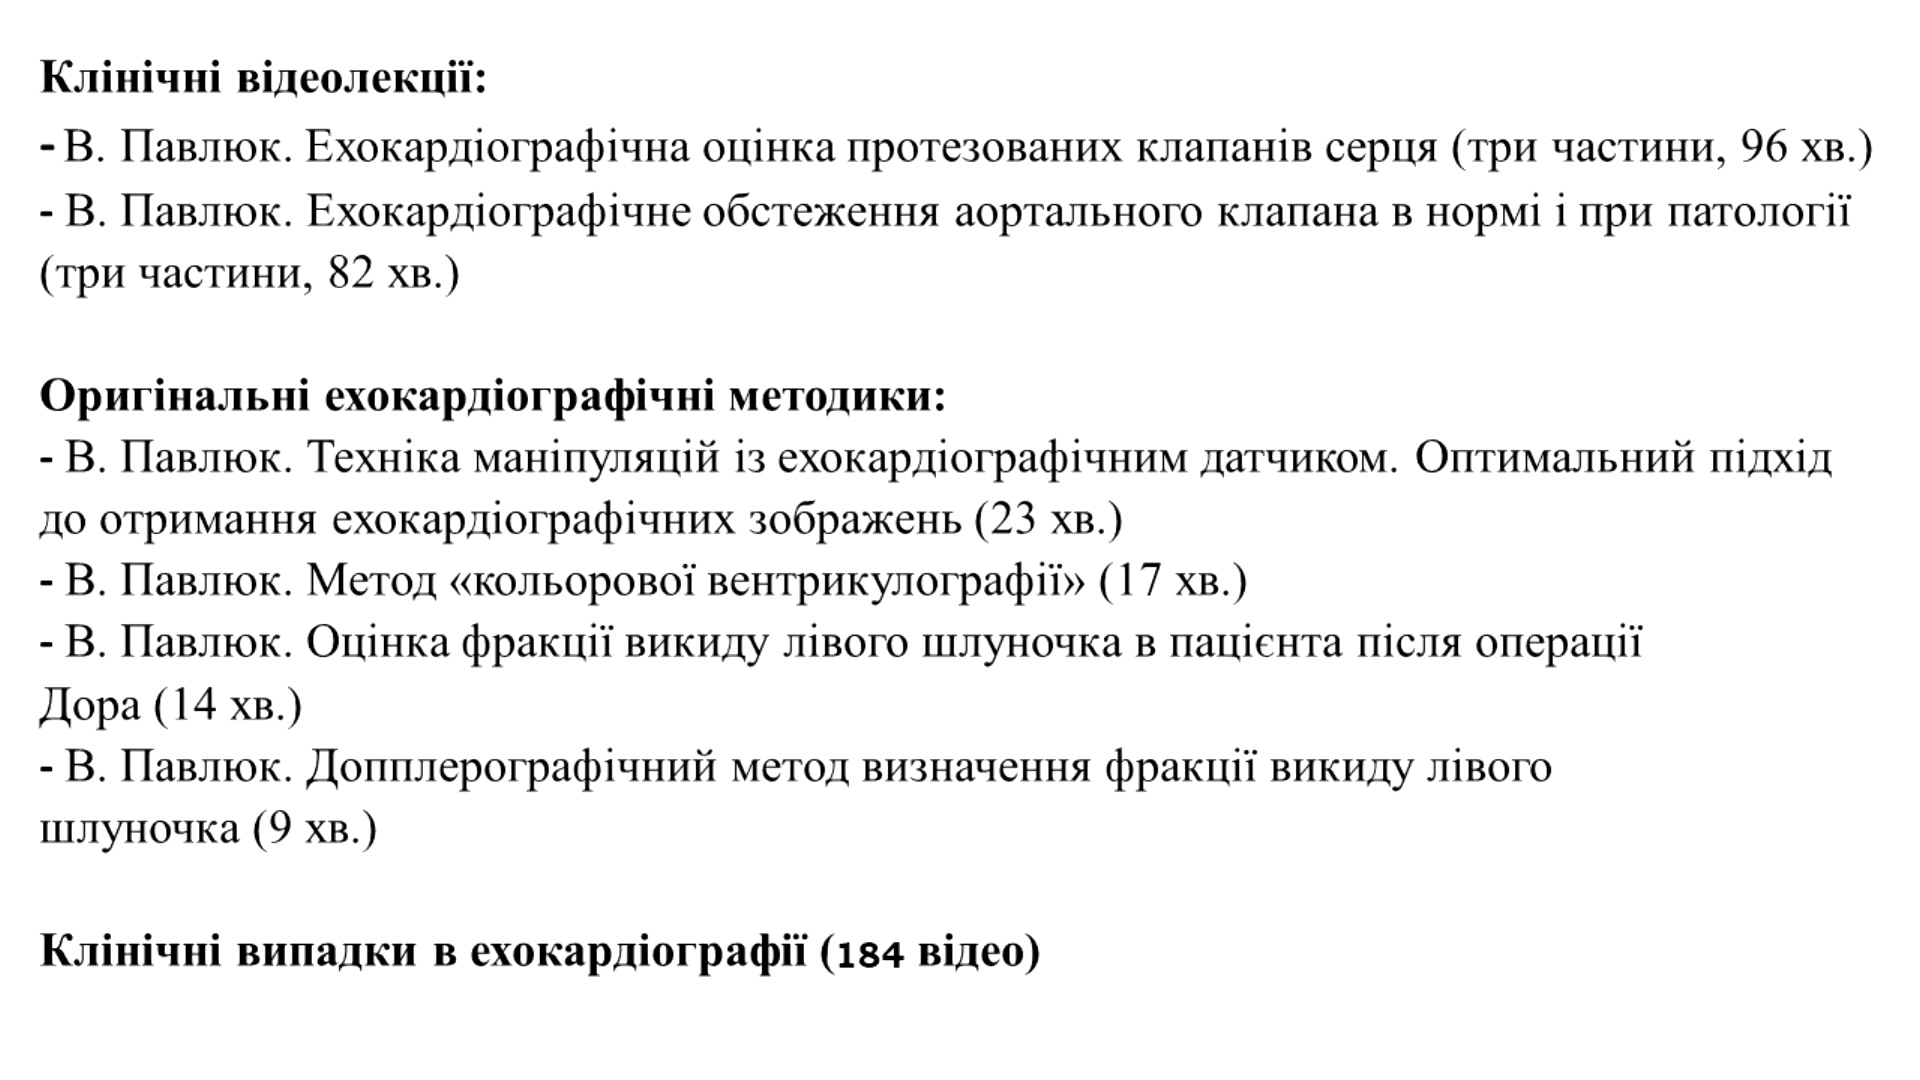 Клінічні відеолекції:
- В. Павлюк. Ехокардіографічна оцінка протезованих клапанів серця (три частини, 96 хв.)
- В. Павлюк. Ехокардіографічне обстеження аортального клапана в нормі і при патології
(три частини, 82 хв.)
Оригінальні ехокардіографічні методики:
- В. Павлюк. Техніка маніпуляцій із ехокардіографічним датчиком. Оптимальний підхід
до отримання ехокардіографічних зображень (23 хв.)
- В. Павлюк. Метод «кольорової вентрикулографії» (17 хв.)
- В. Павлюк. Оцінка фракції викиду лівого шлуночка в пацієнта після операції
Дора (14 хв.)
- В. Павлюк. Допплерографічний метод визначення фракції викиду лівого
шлуночка (9 хв.)
Клінічні випадки в ехокардіографії (184 відео)